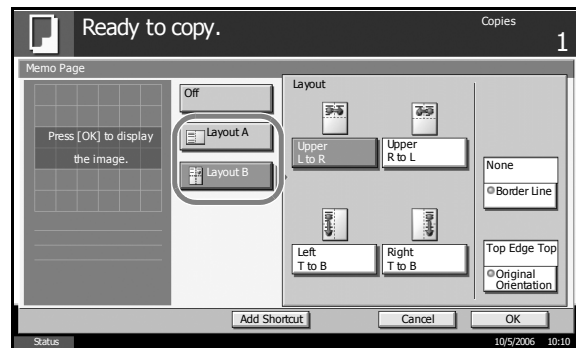 Ready to copy.
Copies
1
Memo Page
Press [OK] to display
the image.
Off
Layout A
Layout B
Layout
Upper
L to R
Upper
R to L
Left
T to B
Right
T to B
None
Border Line
Top Edge Top
Original
Orientation
Add Shortcut
Cancel
OK
Status
10/5/2006 10:10